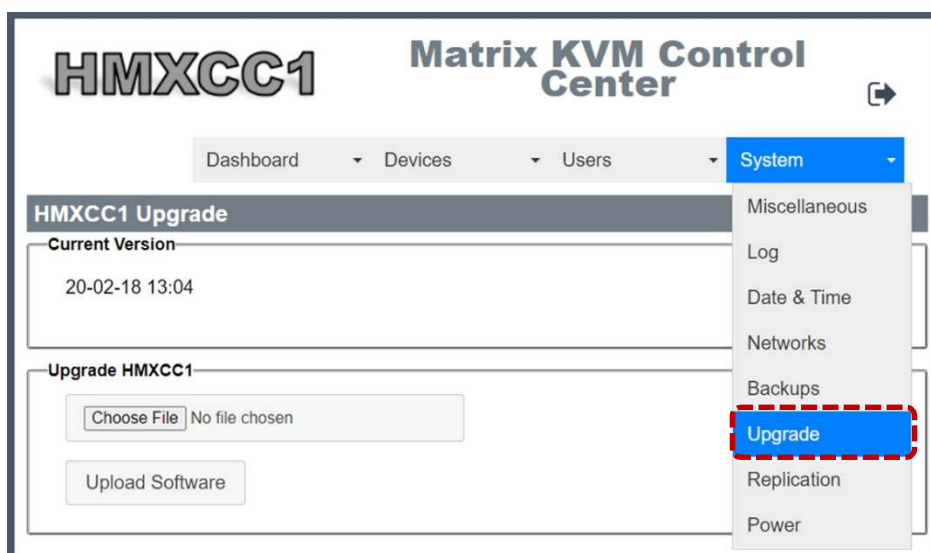 HMXCC1
Matrix KVM Control
Center
Dashboard Devices Users System
HMXCC1 Upgrade
Miscellaneous
Current Version
Log
20-02-18 13:04
Date & Time
Networks
Upgrade HMXCC1
Backups
Choose File No file chosen
Upgrade
Upload Software
Replication
Power